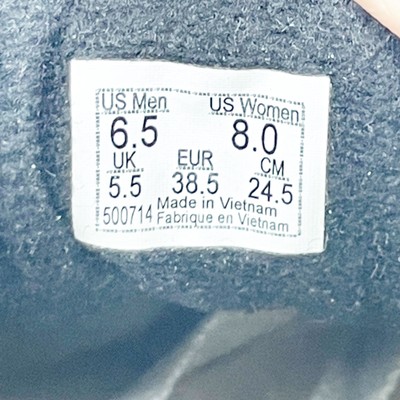 US Men US Women
6.5 8.0
UK EUR CM
5.5 38.5 24.5
Made in Vietnam
500714 Fabrique en Vietnam